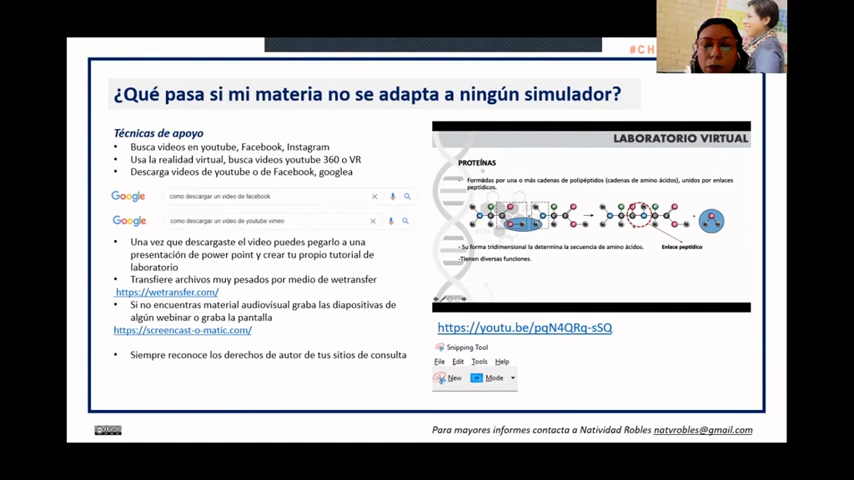 #CH
¿Qué pasa si mi materia no se adapta a ningún simulador?
Técnicas de apoyo
• Busca videos en youtube, Facebook, Instagram
• Usa la realidad virtual, busca videos youtube 360 o VR
• Descarga videos de youtube o de Facebook, googlea
Google como descargar un video de facebook
Google como descargar un video de youtube vimeo
• Una vez que descargaste el video puedes pegarlo a una
presentación de power point y crear tu propio tutorial de
laboratorio
• Transfiere archivos muy pesados por medio de wetransfer
https://wetransfer.com/
• Si no encuentras material audiovisual graba las diapositivas de
algún webinar o graba la pantalla
https://screencast-o-matic.com/
• Siempre reconoce los derechos de autor de tus sitios de consulta
LABORATORIO VIRTUAL
PROTEÍNAS
- Formadas por una o más cadenas de polipéptidos (cadenas de amino ácidos), unidos por enlaces
peptídicos.
- Su forma tridimensional la determina la secuencia de amino ácidos.
Enlace peptídico
-Tienen diversas funciones.
https://youtu.be/pqN4QRq-sSQ
Snipping Tool
File Edit Tools Help
New Mode
Para mayores informes contacta a Natividad Robles natvrobles@gmail.com